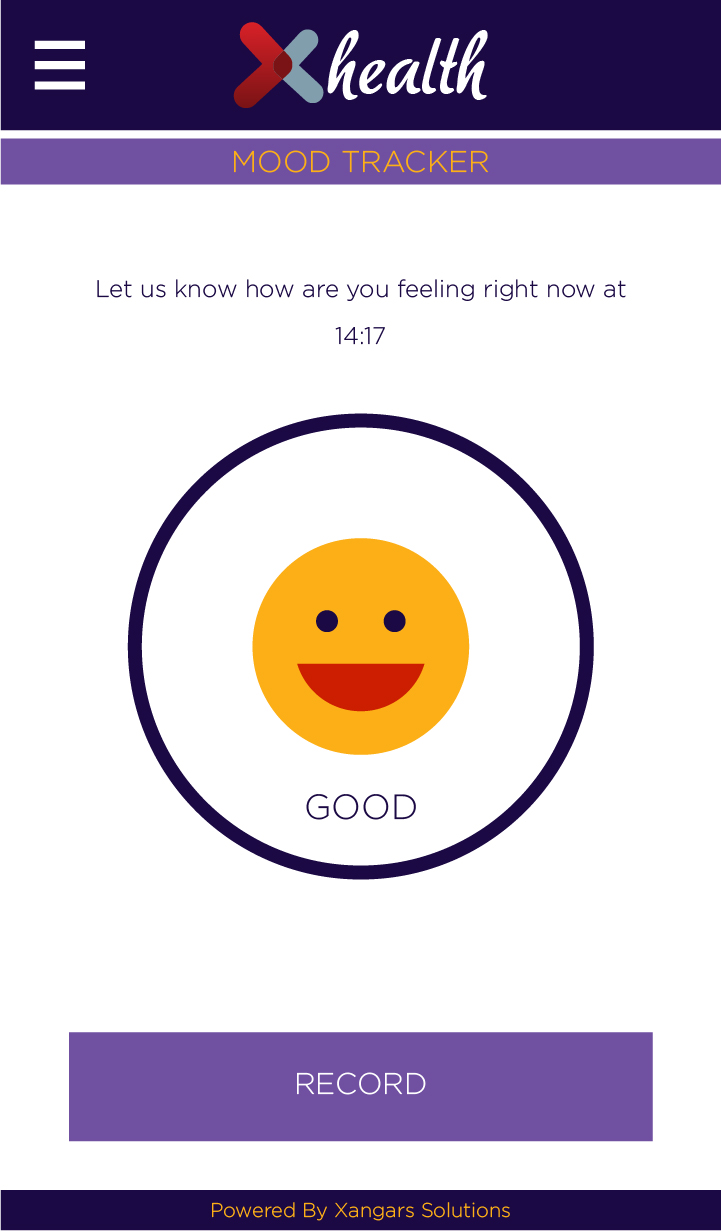 Xhealth
MOOD TRACKER
Let us know how are you feeling right now at
14:17
GOOD
RECORD
Powered By Xangars Solutions